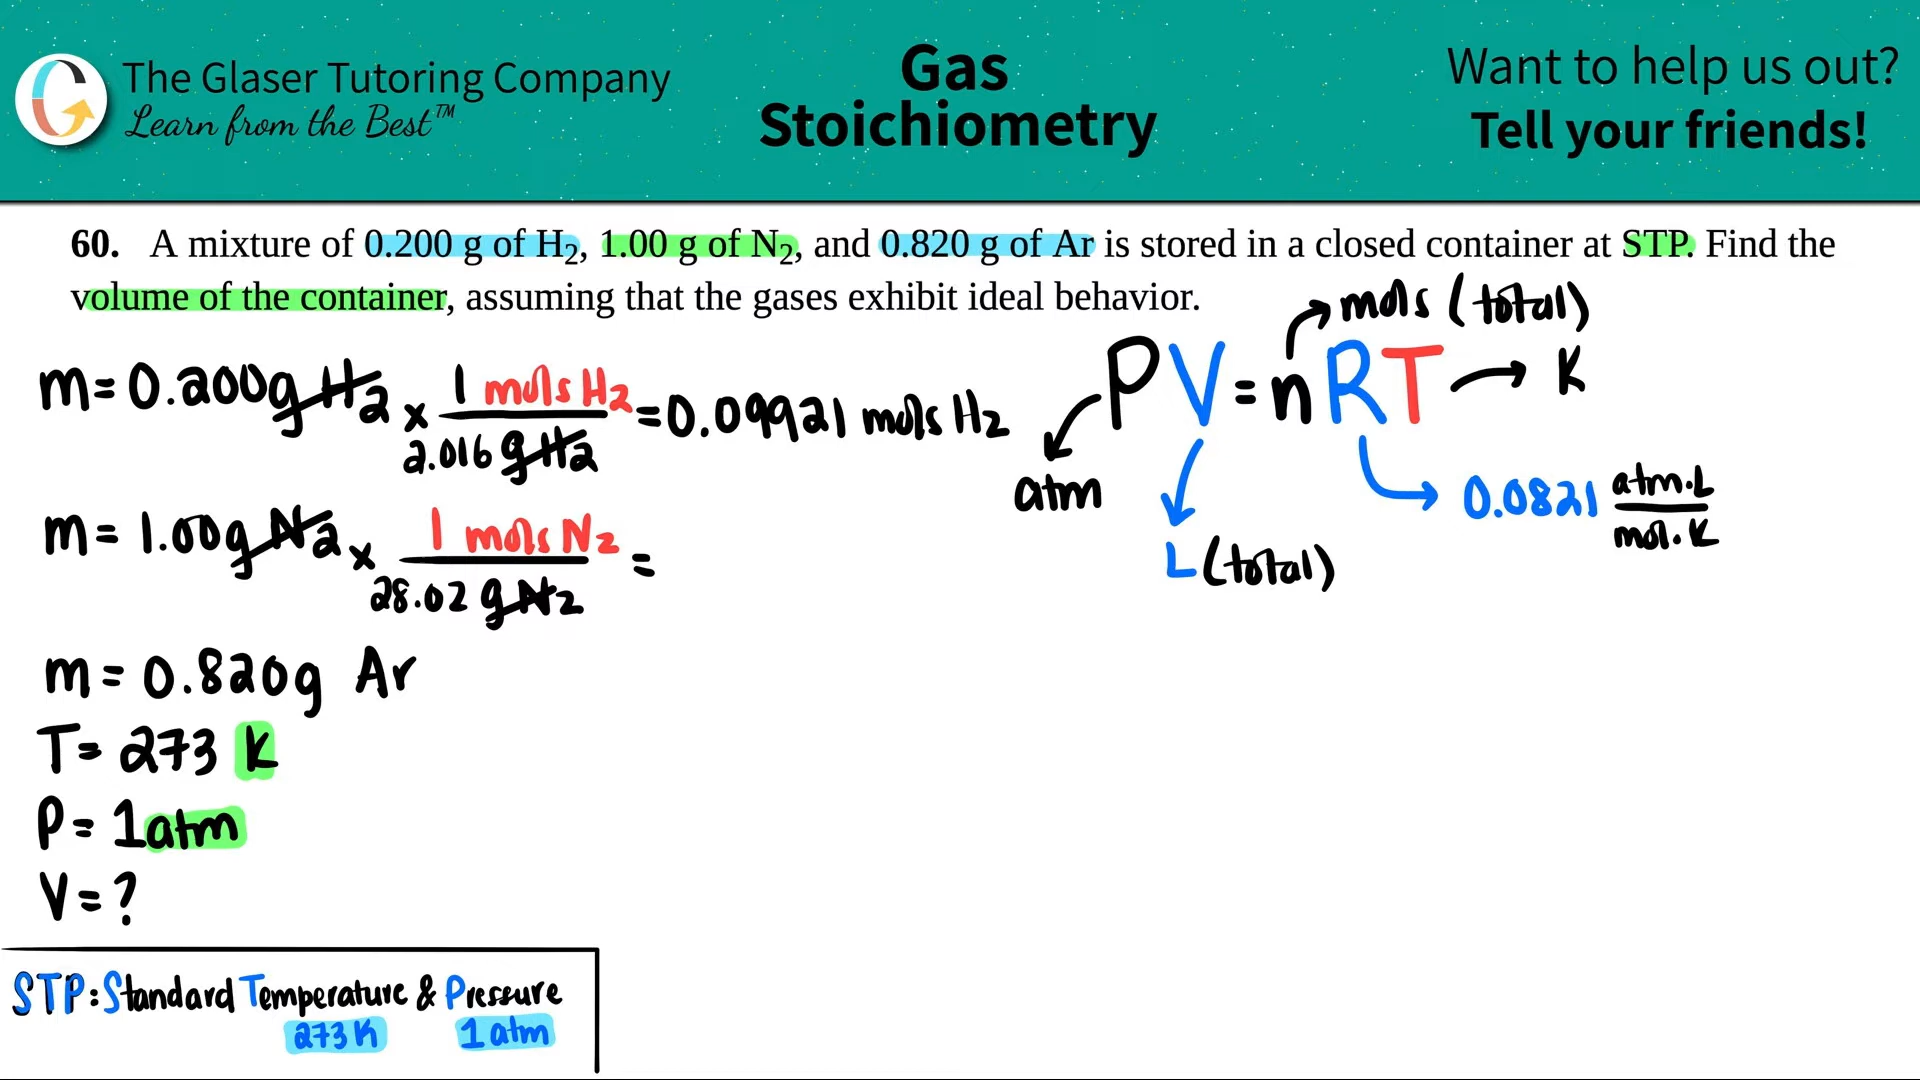 The Glaser Tutoring Company
Learn from the Best™
Gas
Stoichiometry
Want to help us out?
Tell your friends!
60. A mixture of 0.200 g of H₂, 1.00 g of N₂, and 0.820 g of Ar is stored in a closed container at STP. Find the
volume of the container, assuming that the gases exhibit ideal behavior.
m = 0.200g H₂ × 1 mols H₂ / 2.016 g H₂ = 0.09921 mols H₂
m = 1.00g N₂ × 1 mols N₂ / 28.02 g N₂ =
m = 0.820g Ar
T = 273 K
P = 1 atm
V = ?
STP: Standard Temperature & Pressure
273 K 1 atm
mols (total)
PV = nRT → K
atm
L (total)
0.0821 atm·L / mol·K